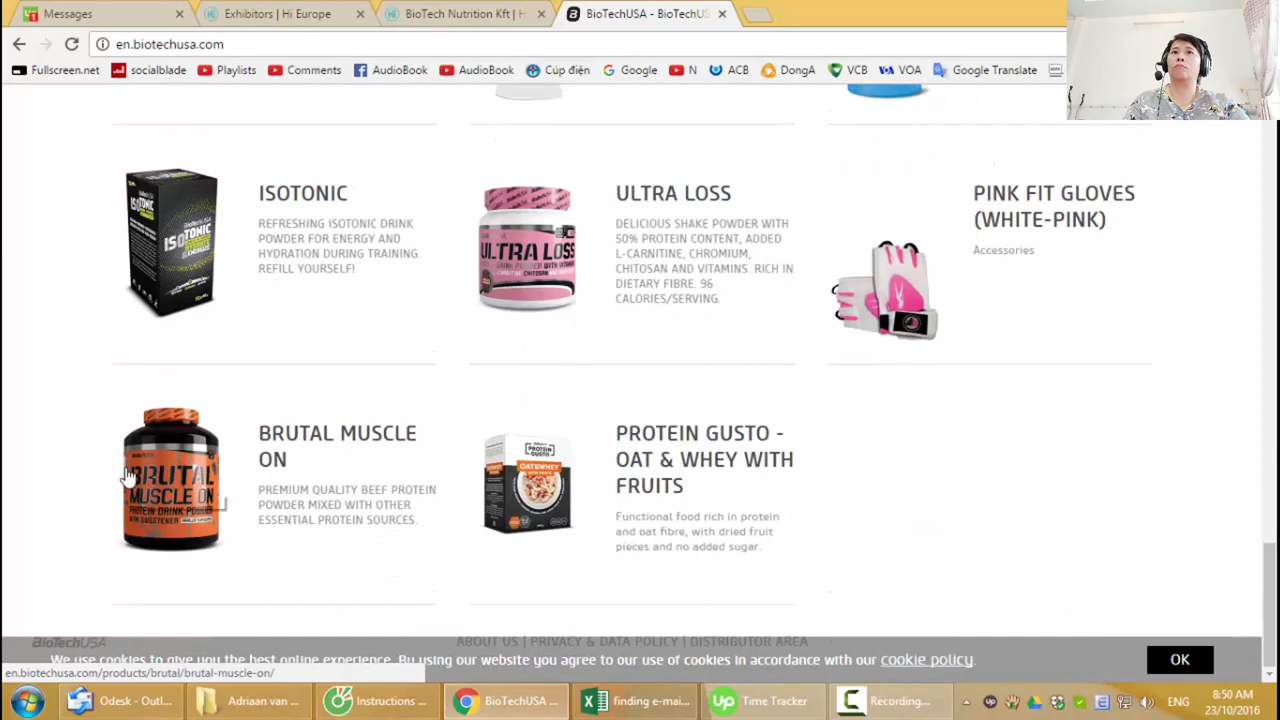 Messages
Exhibitors | Hi Europe
BioTech Nutrition Kft | H
BioTechUSA - BioTechUS
en.biotechusa.com
Fullscreen.net
socialblade
Playlists
Comments
AudioBook
AudioBook
Cúp điện
Google
N
ACB
DongA
VCB
VOA
Google Translate
ISOTONIC
REFRESHING ISOTONIC DRINK
POWDER FOR ENERGY AND
HYDRATION DURING TRAINING.
REFILL YOURSELF!
ISOTONIC
ULTRA LOSS
DELICIOUS SHAKE POWDER WITH
50% PROTEIN CONTENT, ADDED
L-CARNITINE, CHROMIUM,
CHITOSAN AND VITAMINS. RICH IN
DIETARY FIBRE. 96
CALORIES/SERVING.
ULTRA LOSS
PINK FIT GLOVES
(WHITE-PINK)
Accessories
BRUTAL MUSCLE
ON
PREMIUM QUALITY BEEF PROTEIN
POWDER MIXED WITH OTHER
ESSENTIAL PROTEIN SOURCES.
BRUTAL
MUSCLE ON
PROTEIN DRINK POWDER
PROTEIN GUSTO -
OAT & WHEY WITH
FRUITS
Functional food rich in protein
and oat fibre, with dried fruit
pieces and no added sugar.
PROTEIN
GUSTO
OAT&WHEY
BioTechUSA
ABOUT US | PRIVACY & DATA POLICY | DISTRIBUTOR AREA
We use cookies to give you the best online experience. By using our website you agree to our use of cookies in accordance with our cookie policy.
OK
en.biotechusa.com/products/brutal/brutal-muscle-on/
Odesk - Outl...
Adriaan van ...
Instructions ...
BioTechUSA ...
finding e-mai...
Time Tracker
Recording...
ENG
8:50 AM
23/10/2016